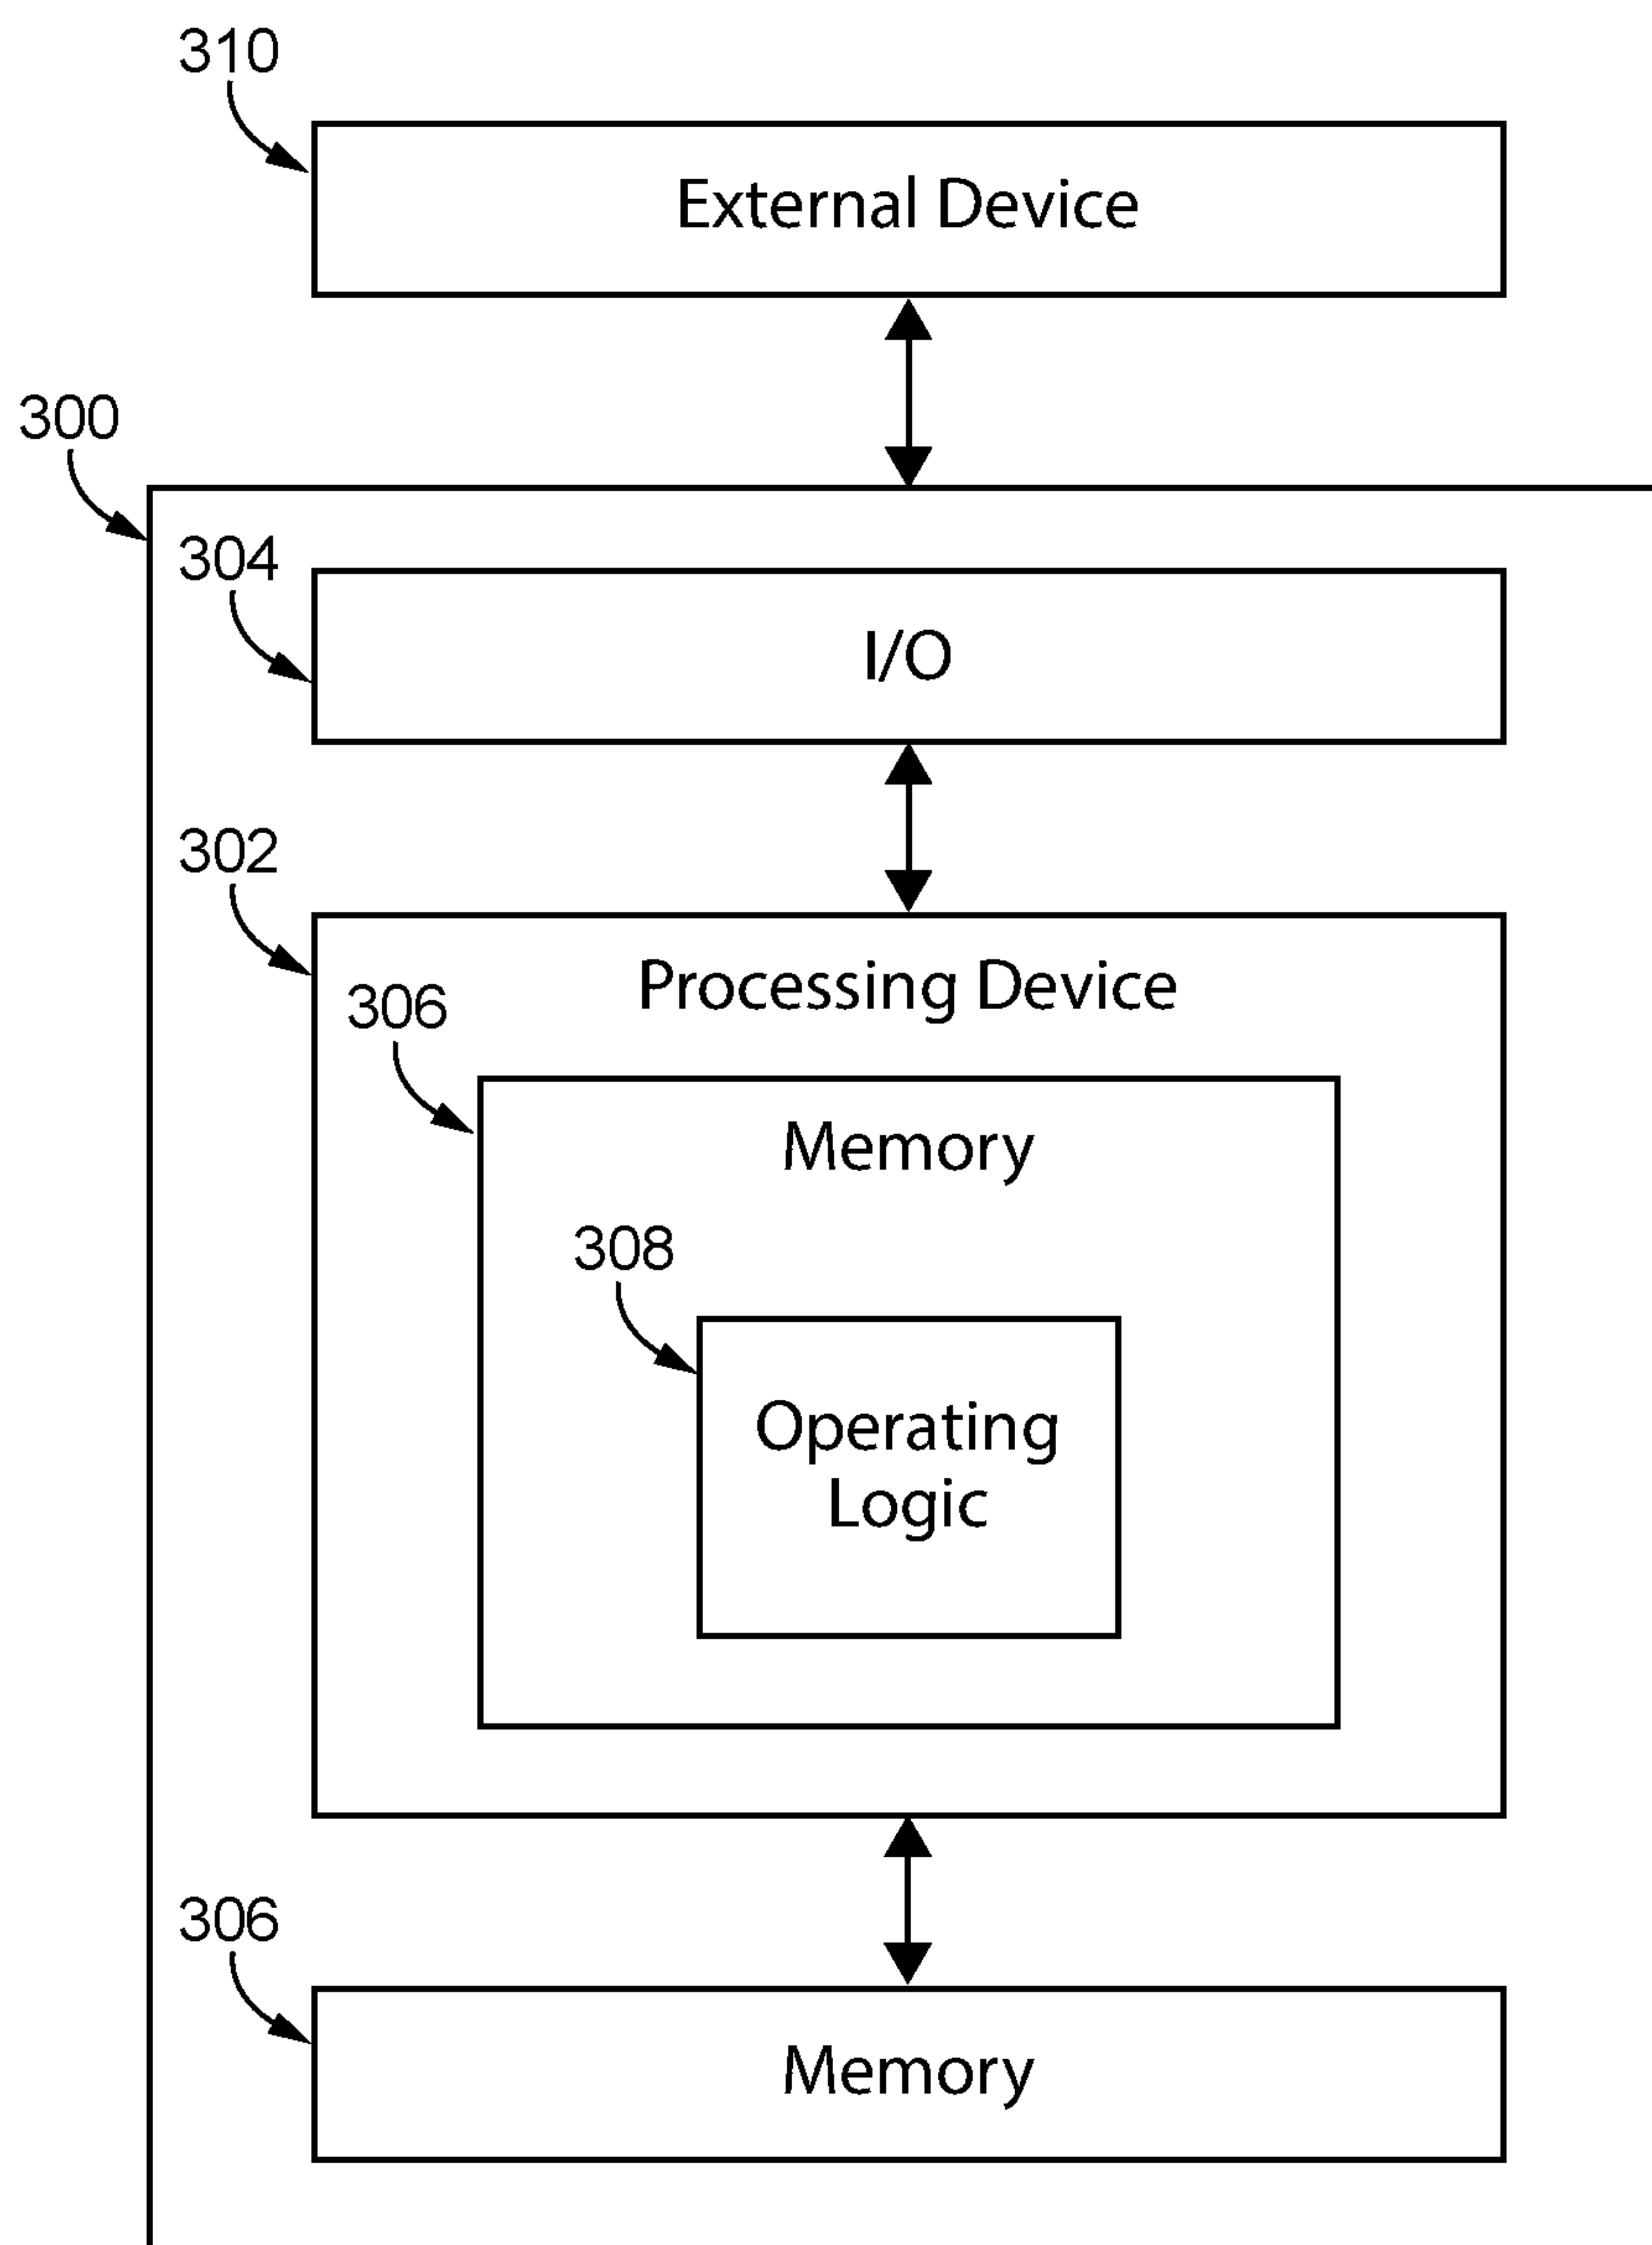 310
External Device
300
304
I/O
302
Processing Device
306
Memory
308
Operating
Logic
306
Memory